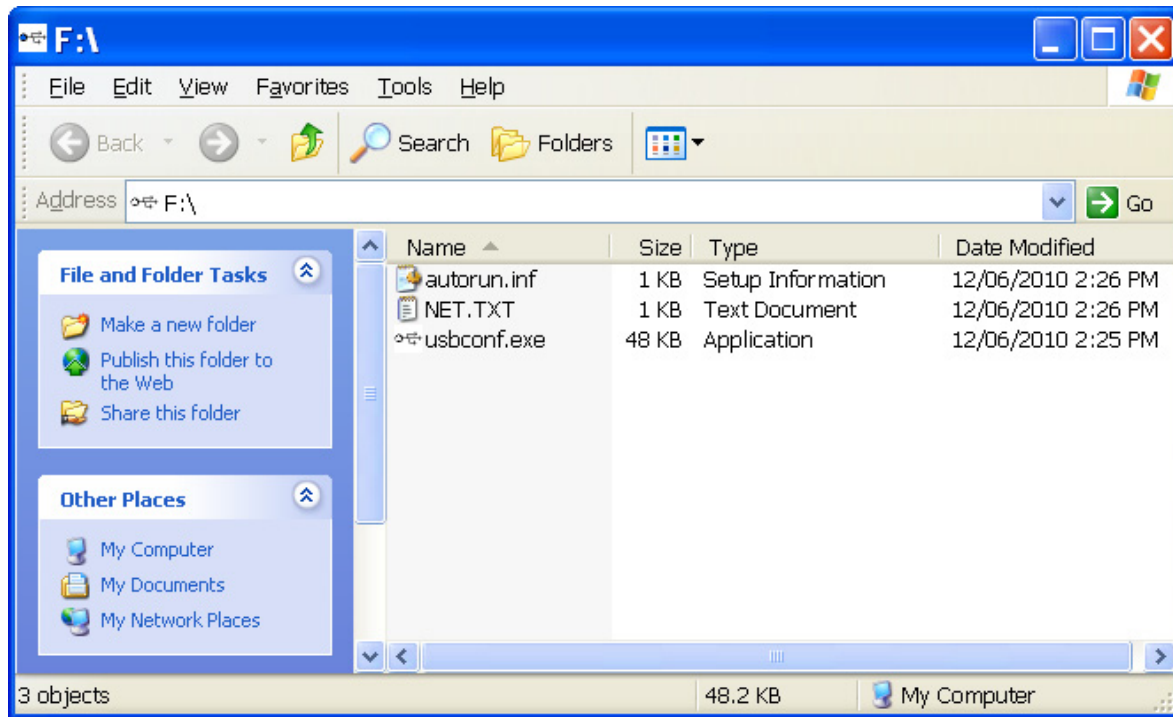 F:\
File Edit View Favorites Tools Help
Back Search Folders
Address F:\ Go
File and Folder Tasks
Make a new folder
Publish this folder to
the Web
Share this folder
Other Places
My Computer
My Documents
My Network Places
Name Size Type Date Modified
autorun.inf 1 KB Setup Information 12/06/2010 2:26 PM
NET.TXT 1 KB Text Document 12/06/2010 2:26 PM
usbconf.exe 48 KB Application 12/06/2010 2:25 PM
3 objects 48.2 KB My Computer